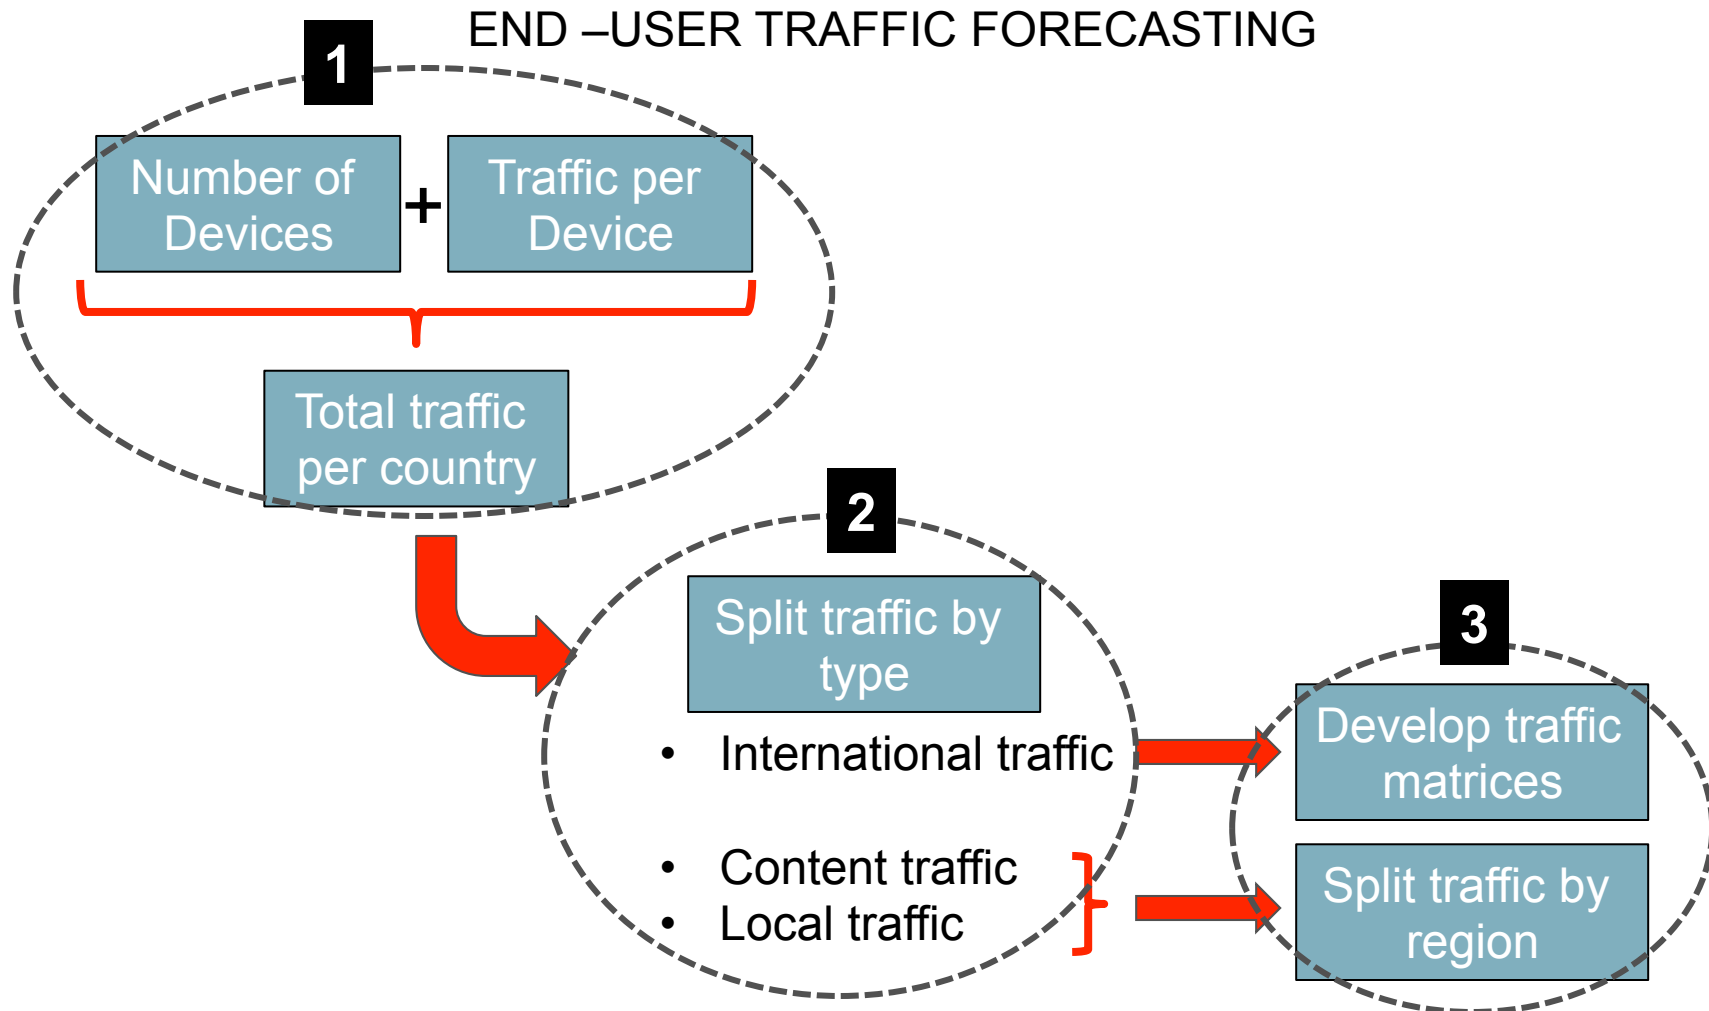 END –USER TRAFFIC FORECASTING
1
Number of
Devices
+
Traffic per
Device
Total traffic
per country
2
Split traffic by
type
• International traffic
• Content traffic
• Local traffic
3
Develop traffic
matrices
Split traffic by
region